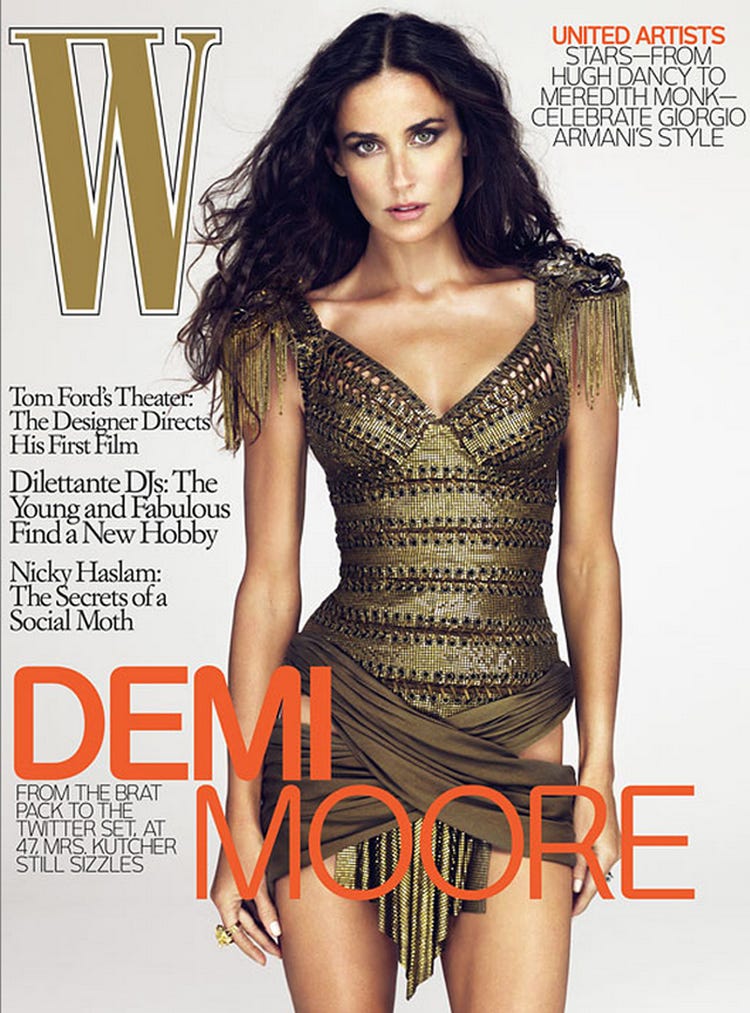 W
UNITED ARTISTS
STARS—FROM
HUGH DANCY TO
MEREDITH MONK—
CELEBRATE GIORGIO
ARMANI'S STYLE
Tom Ford's Theater:
The Designer Directs
His First Film
Dilettante DJs: The
Young and Fabulous
Find a New Hobby
Nicky Haslam:
The Secrets of a
Social Moth
DEMI
MOORE
FROM THE BRAT
PACK TO THE
TWITTER SET, AT
47, MRS. KUTCHER
STILL SIZZLES